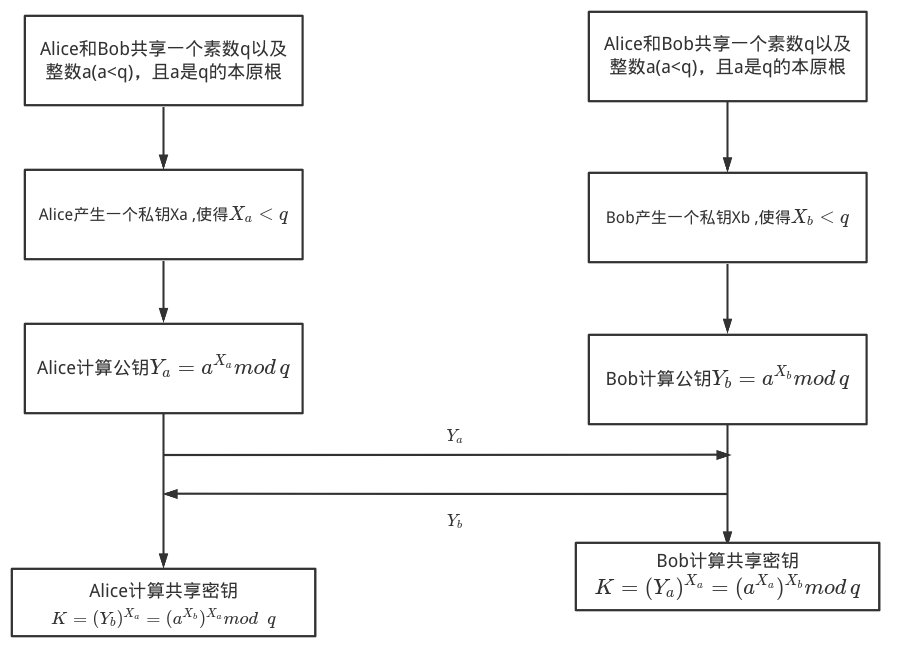 Alice和Bob共享一个素数q以及
整数a(a<q)，且a是q的本原根
Alice和Bob共享一个素数q以及
整数a(a<q)，且a是q的本原根
Alice产生一个私钥Xa ,使得$X_a < q$
Bob产生一个私钥Xb ,使得$X_b < q$
Alice计算公钥$Y_a = a^{X_a} mod\, q$
Bob计算公钥$Y_b = a^{X_b} mod\, q$
$Y_a$
$Y_b$
Alice计算共享密钥
$K = (Y_b)^{X_a} = (a^{X_b})^{X_a} mod\ \ q$
Bob计算共享密钥
$K = (Y_a)^{X_a} = (a^{X_a})^{X_b} mod\, q$